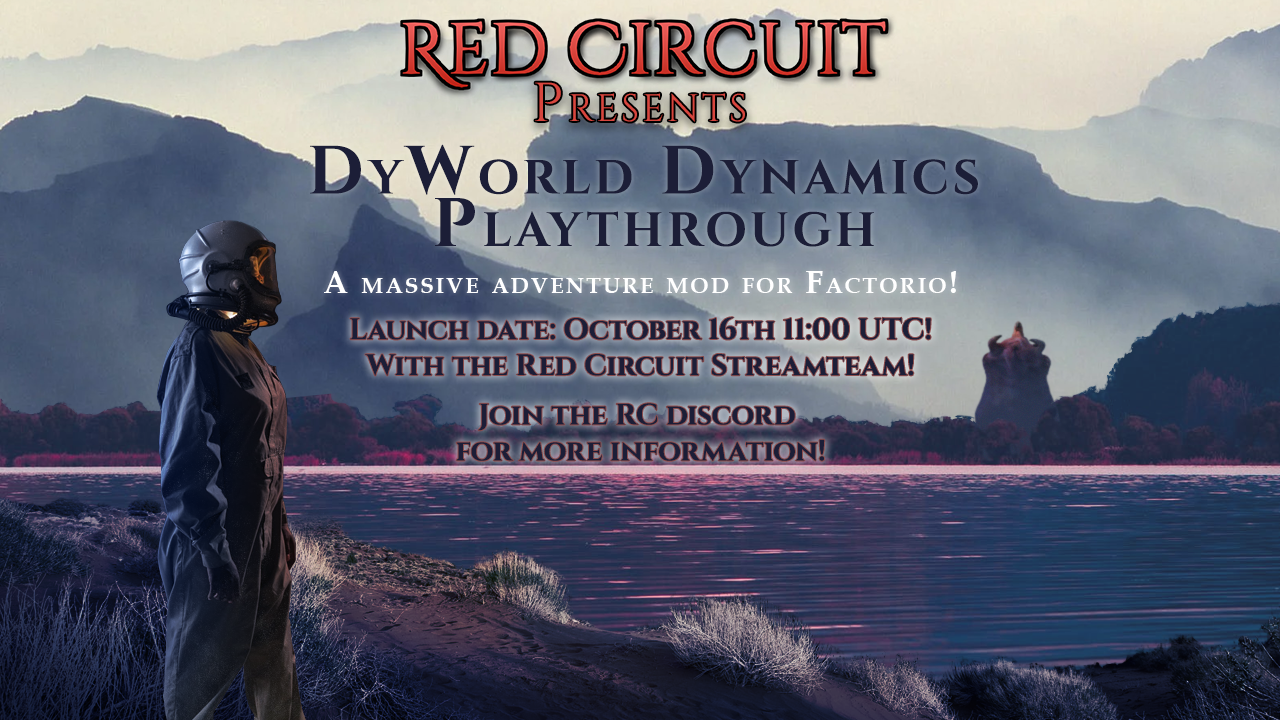 Red Circuit
Presents
DyWorld Dynamics
Playthrough
A massive adventure mod for Factorio!
Launch date: October 16th 11:00 UTC!
With the Red Circuit Streamteam!
Join the RC discord
for more information!